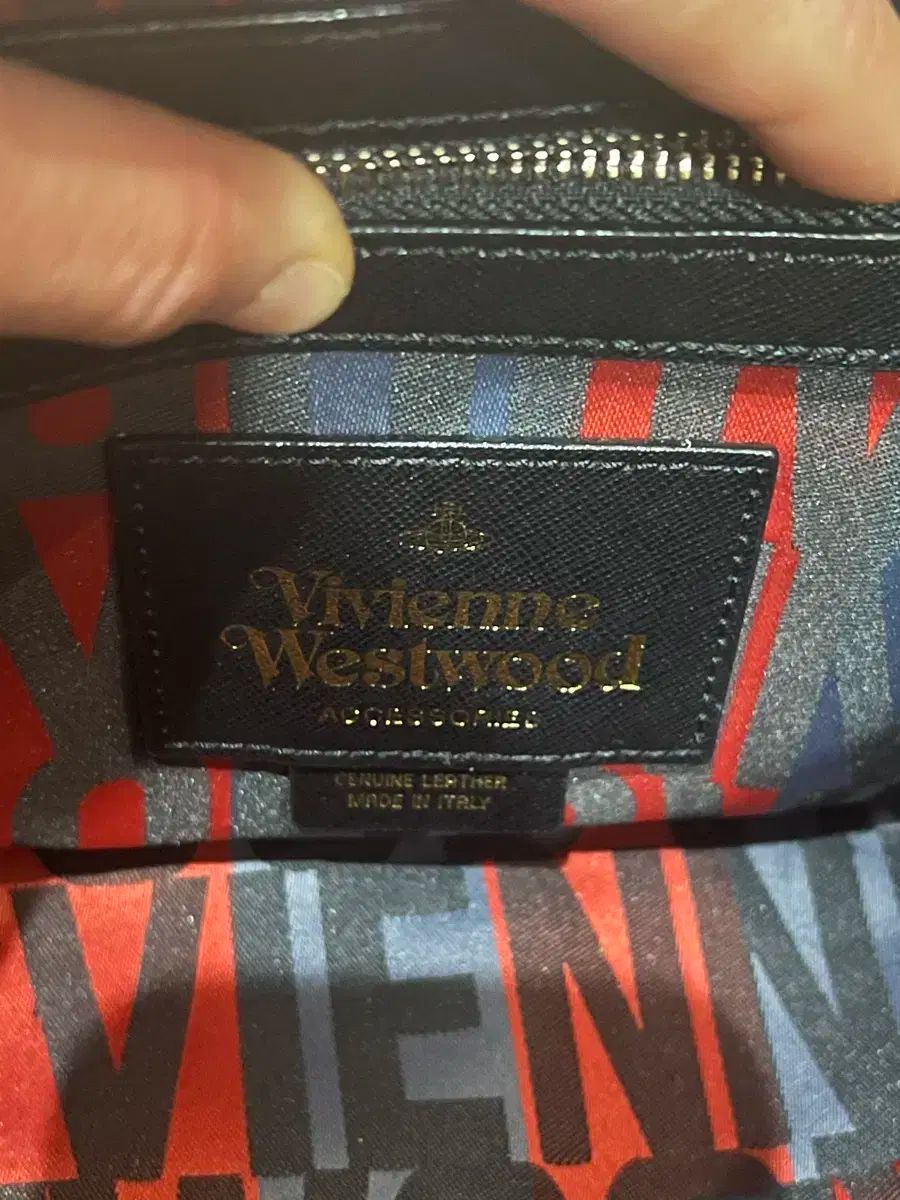 Vivienne
Westwood
ACCESSORIES
GENUINE LEATHER
MADE IN ITALY
VIENN